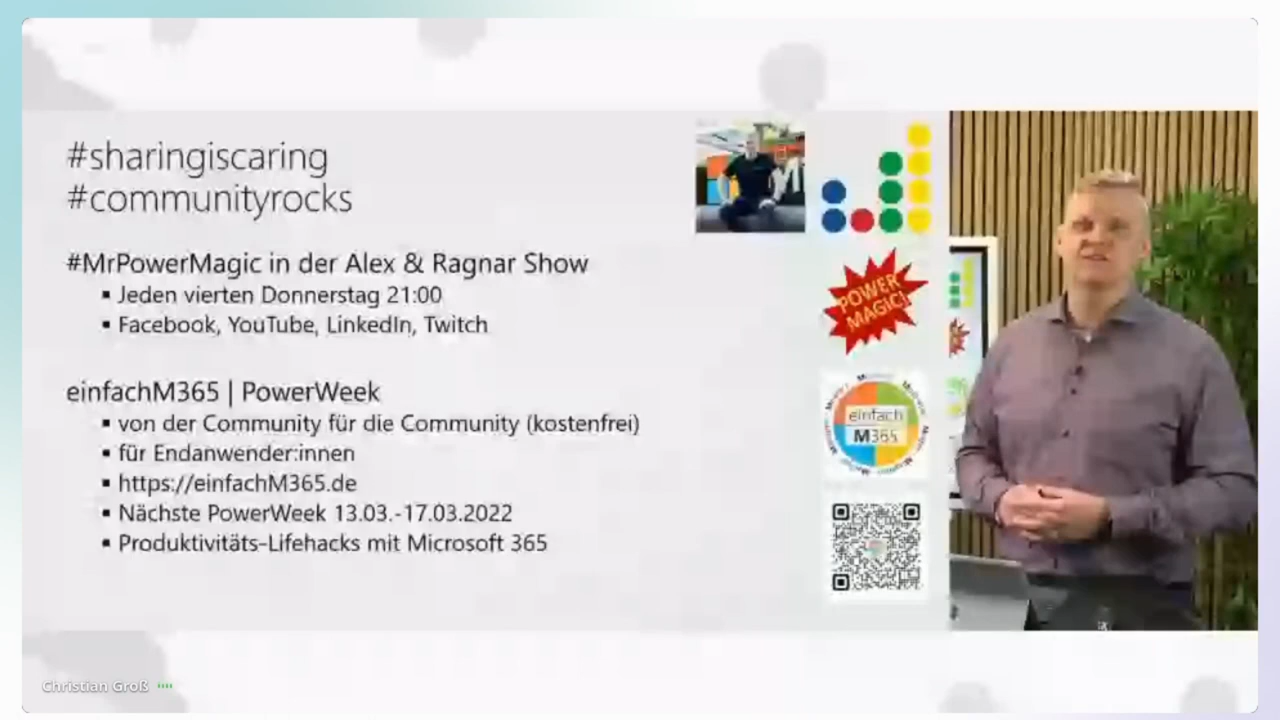 #sharingiscaring
#communityrocks
#MrPowerMagic in der Alex & Ragnar Show
▪ Jeden vierten Donnerstag 21:00
▪ Facebook, YouTube, LinkedIn, Twitch
einfachM365 | PowerWeek
▪ von der Community für die Community (kostenfrei)
▪ für Endanwender:innen
▪ https://einfachM365.de
▪ Nächste PowerWeek 13.03.-17.03.2022
▪ Produktivitäts-Lifehacks mit Microsoft 365
POWER
MAGIC!
einfach
M365
Christian Groß